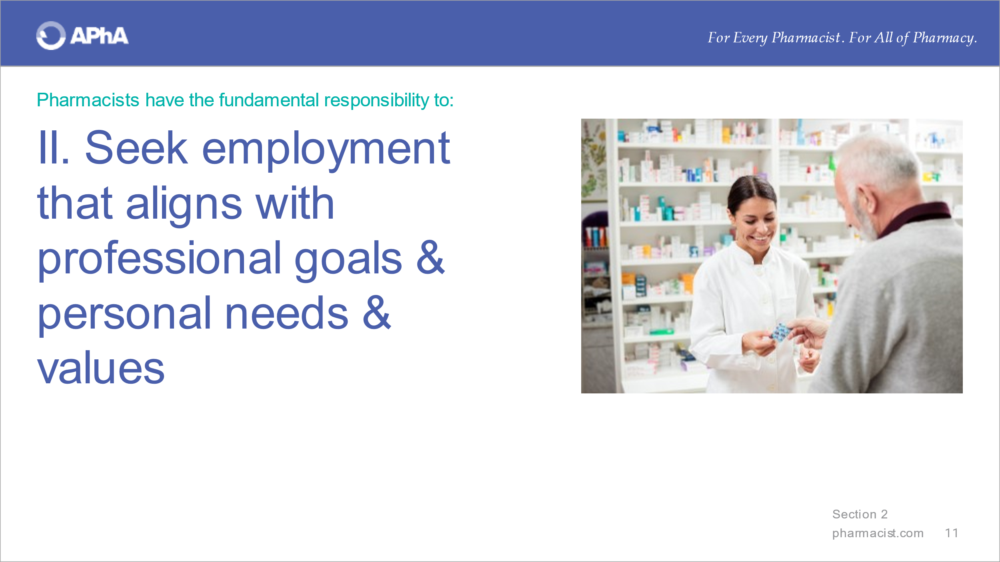 APhA
For Every Pharmacist. For All of Pharmacy.
Pharmacists have the fundamental responsibility to:
II. Seek employment
that aligns with
professional goals &
personal needs &
values
Section 2
pharmacist.com 11